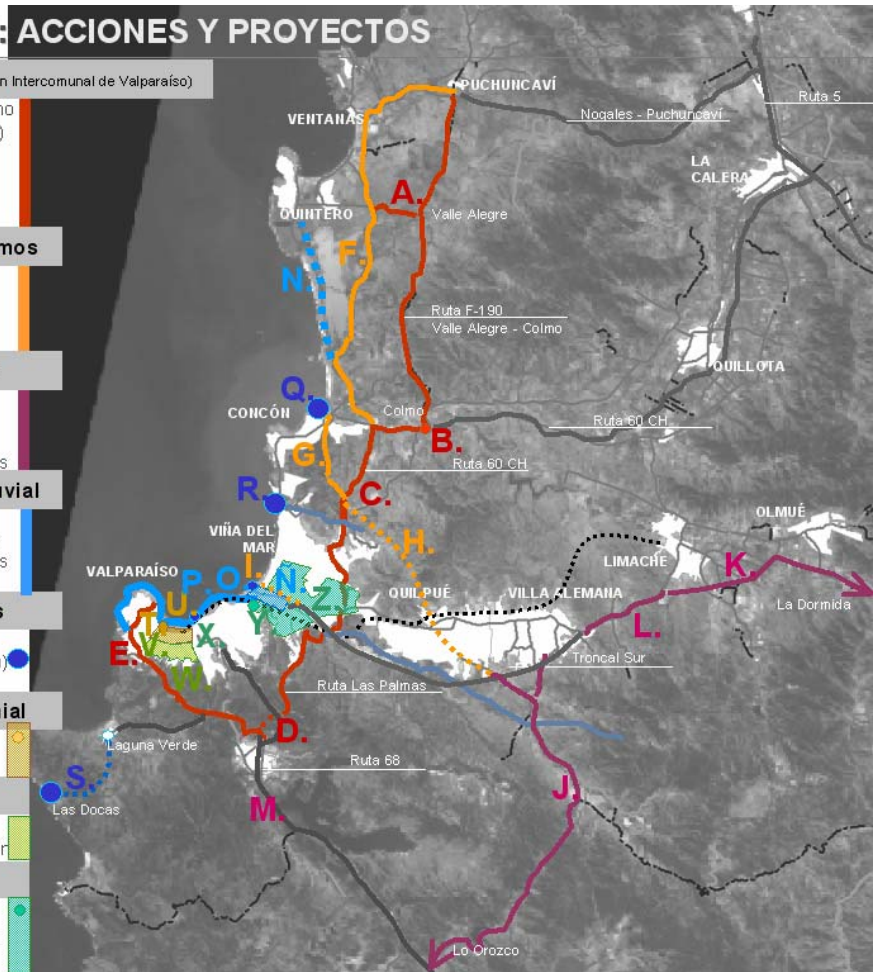 : ACCIONES Y PROYECTOS
n Intercomunal de Valparaíso)
no
)
mos
s
uvial
s
s
)
nial
n
PUCHUNCAVÍ
Ruta 5
Nogales - Puchuncaví
VENTANAS
LA
CALERA
A.
QUINTERO
Valle Alegre
F.
N.
Ruta F-190
Valle Alegre - Colmo
QUILLOTA
Q.
CONCÓN
Colmo
Ruta 60 CH
B.
G.
Ruta 60 CH
C.
R.
OLMUÉ
VIÑA DEL
MAR
H.
LIMACHE
VALPARAÍSO
I.
P.
O.
N.
K.
QUILPUÉ
VILLA ALEMANA
Z.
La Dormida
U.
T.
Y.
X.
L.
V.
E.
Troncal Sur
W.
Ruta Las Palmas
D.
Laguna Verde
Ruta 68
S.
J.
Las Docas
M.
Lo Orozco